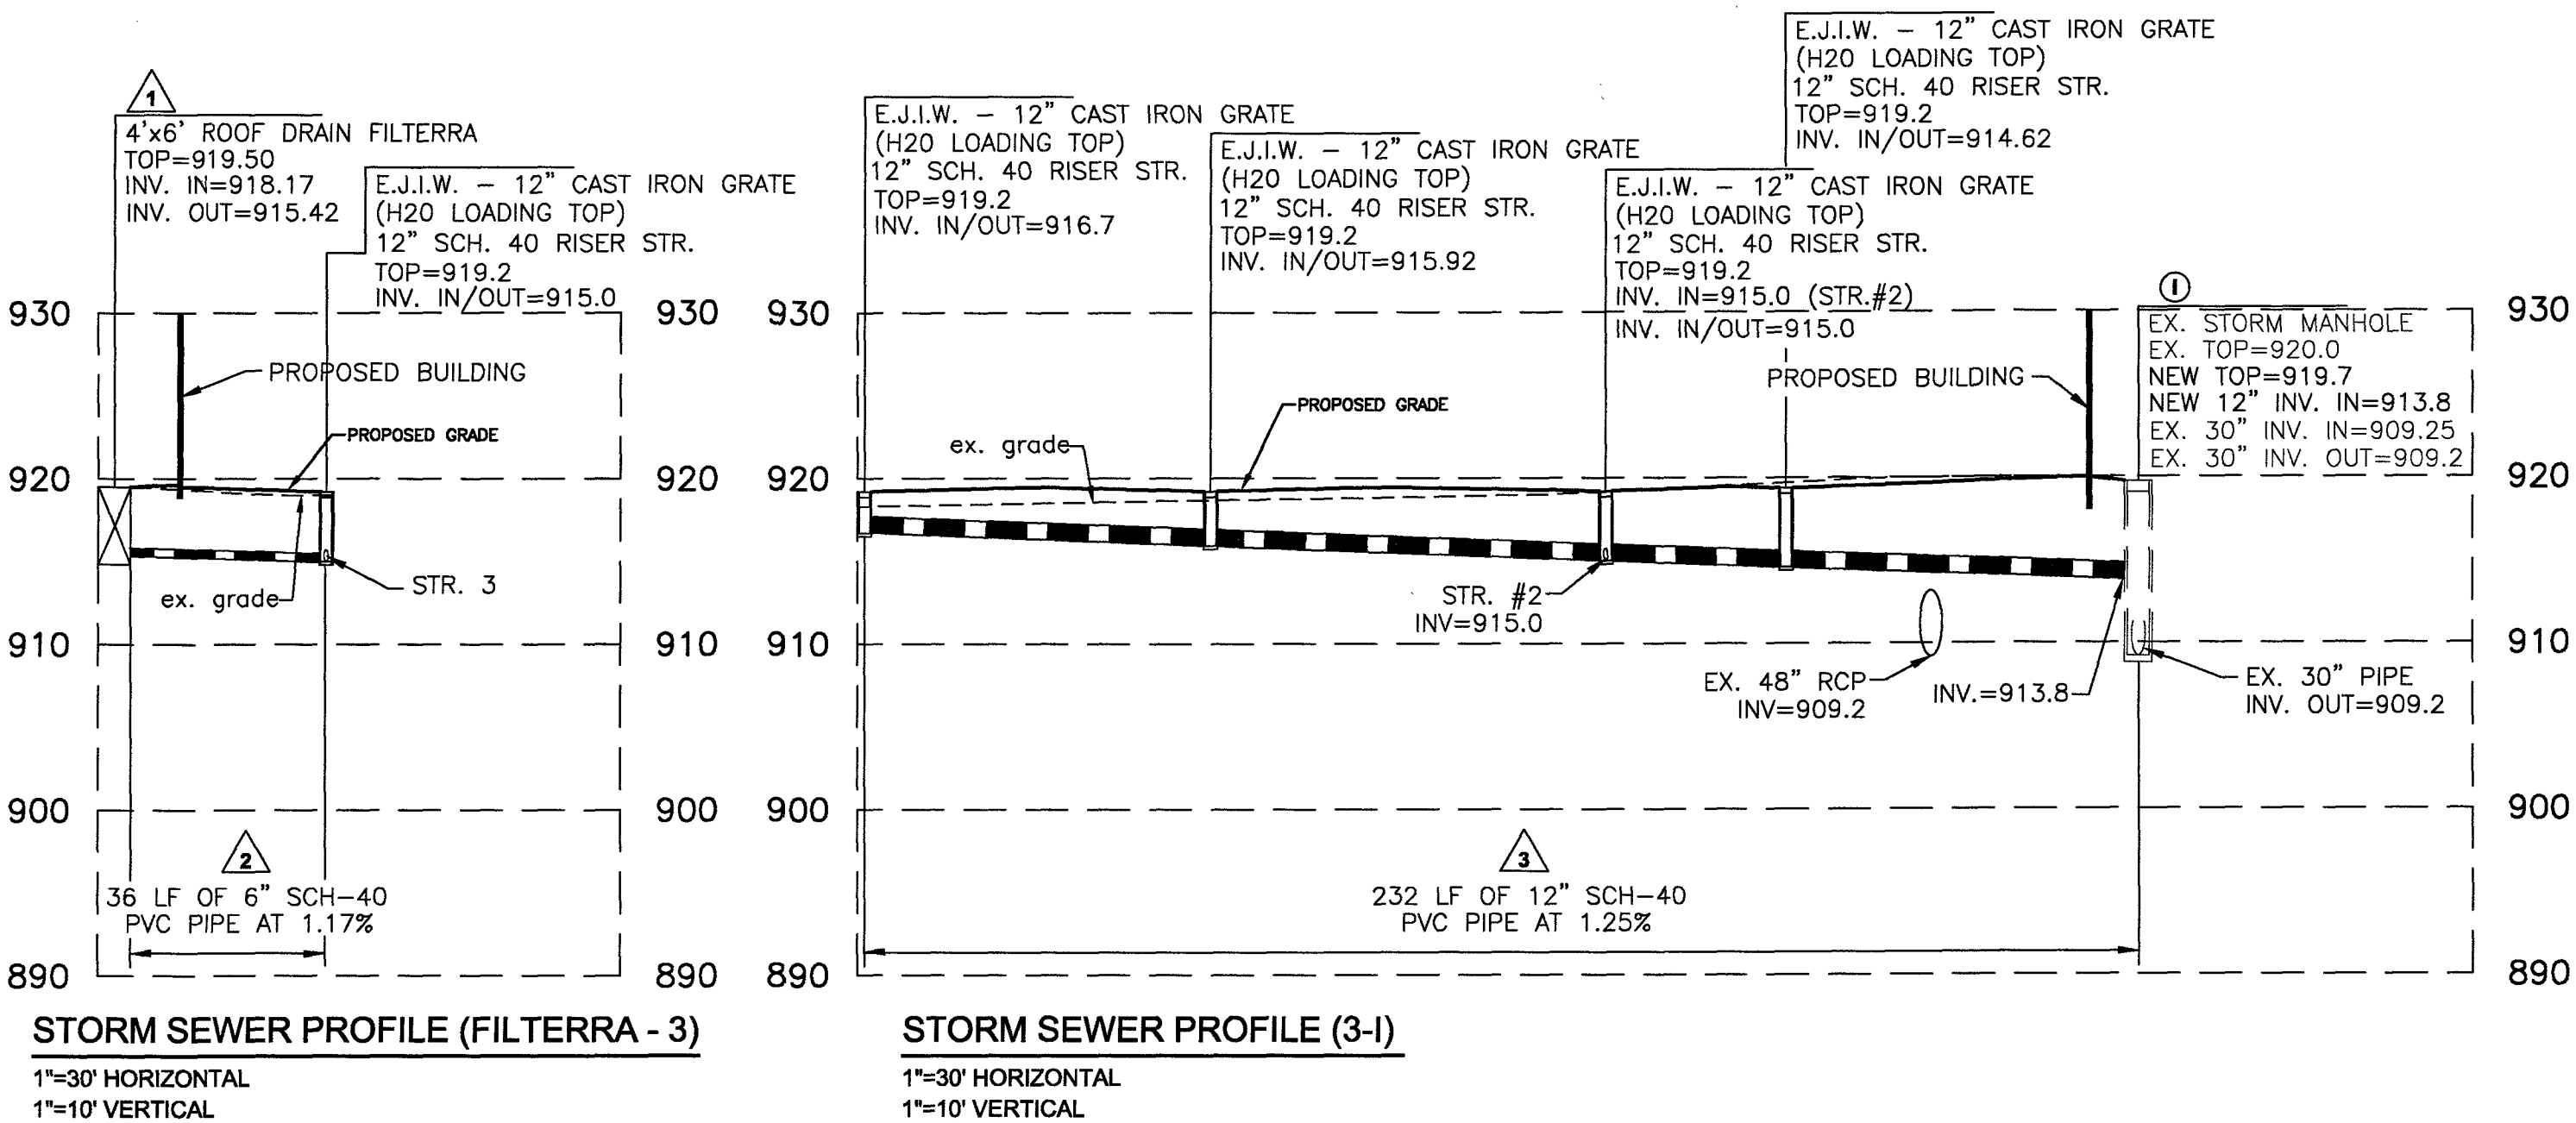 1
4'x6' ROOF DRAIN FILTERRA
TOP=919.50
INV. IN=918.17
INV. OUT=915.42
E.J.I.W. – 12" CAST IRON GRATE
(H20 LOADING TOP)
12" SCH. 40 RISER STR.
TOP=919.2
INV. IN/OUT=915.0
930
930
PROPOSED BUILDING
PROPOSED GRADE
920
920
ex. grade
STR. 3
910
910
900
900
2
36 LF OF 6" SCH-40
PVC PIPE AT 1.17%
890
890
STORM SEWER PROFILE (FILTERRA - 3)
1"=30' HORIZONTAL
1"=10' VERTICAL
E.J.I.W. – 12" CAST IRON GRATE
(H20 LOADING TOP)
12" SCH. 40 RISER STR.
TOP=919.2
INV. IN/OUT=916.7
E.J.I.W. – 12" CAST IRON GRATE
(H20 LOADING TOP)
12" SCH. 40 RISER STR.
TOP=919.2
INV. IN/OUT=915.92
E.J.I.W. – 12" CAST IRON GRATE
(H20 LOADING TOP)
12" SCH. 40 RISER STR.
TOP=919.2
INV. IN=915.0 (STR.#2)
INV. IN/OUT=915.0
E.J.I.W. – 12" CAST IRON GRATE
(H20 LOADING TOP)
12" SCH. 40 RISER STR.
TOP=919.2
INV. IN/OUT=914.62
I
EX. STORM MANHOLE
EX. TOP=920.0
NEW TOP=919.7
NEW 12" INV. IN=913.8
EX. 30" INV. IN=909.25
EX. 30" INV. OUT=909.2
930
930
PROPOSED BUILDING
PROPOSED GRADE
ex. grade
920
920
STR. #2
INV=915.0
910
910
EX. 48" RCP
INV=909.2
INV.=913.8
EX. 30" PIPE
INV. OUT=909.2
900
900
3
232 LF OF 12" SCH-40
PVC PIPE AT 1.25%
890
890
STORM SEWER PROFILE (3-I)
1"=30' HORIZONTAL
1"=10' VERTICAL